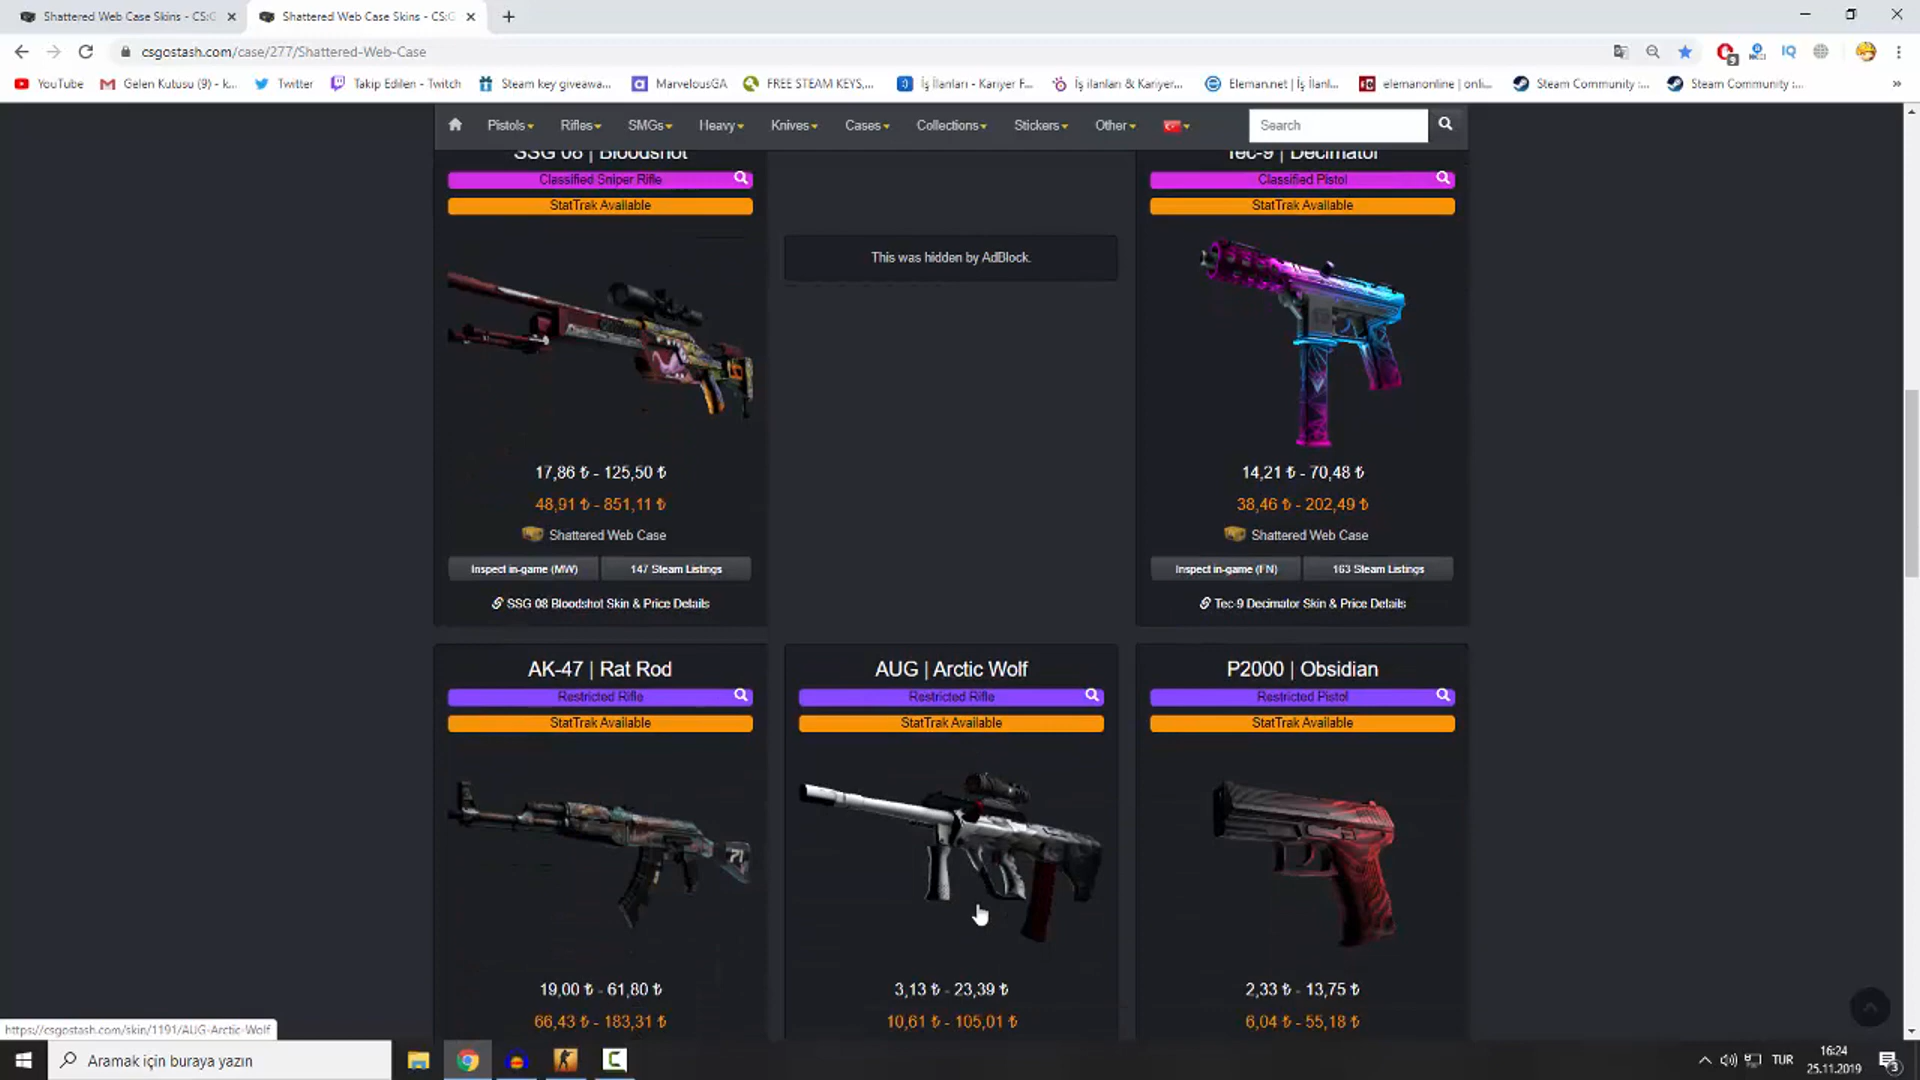 Shattered Web Case Skins - CS:G
Shattered Web Case Skins - CS:G
csgostash.com/case/277/Shattered-Web-Case
YouTube
Gelen Kutusu (9) - k...
Twitter
Takip Edilen - Twitch
Steam key giveawa...
MarvelousGA
FREE STEAM KEYS,...
İş İlanları - Kariyer F...
İş ilanları & Kariyer...
Eleman.net | İş İlanl...
elemanonline | onli...
Steam Community :...
Steam Community :...
»
Pistols
Rifles
SMGs
Heavy
Knives
Cases
Collections
Stickers
Other
Search
SSG 08 | Bloodshot
Classified Sniper Rifle
StatTrak Available
17,86 ₺ - 125,50 ₺
48,91 ₺ - 851,11 ₺
Shattered Web Case
Inspect in-game (MW)
147 Steam Listings
SSG 08 Bloodshot Skin & Price Details
This was hidden by AdBlock.
Tec-9 | Decimator
Classified Pistol
StatTrak Available
14,21 ₺ - 70,48 ₺
38,46 ₺ - 202,49 ₺
Shattered Web Case
Inspect in-game (FN)
163 Steam Listings
Tec-9 Decimator Skin & Price Details
AK-47 | Rat Rod
Restricted Rifle
StatTrak Available
19,00 ₺ - 61,80 ₺
66,43 ₺ - 183,31 ₺
AUG | Arctic Wolf
Restricted Rifle
StatTrak Available
3,13 ₺ - 23,39 ₺
10,61 ₺ - 105,01 ₺
P2000 | Obsidian
Restricted Pistol
StatTrak Available
2,33 ₺ - 13,75 ₺
6,04 ₺ - 55,18 ₺
https://csgostash.com/skin/1191/AUG-Arctic-Wolf
Aramak için buraya yazın
TUR
16:24
25.11.2019
3